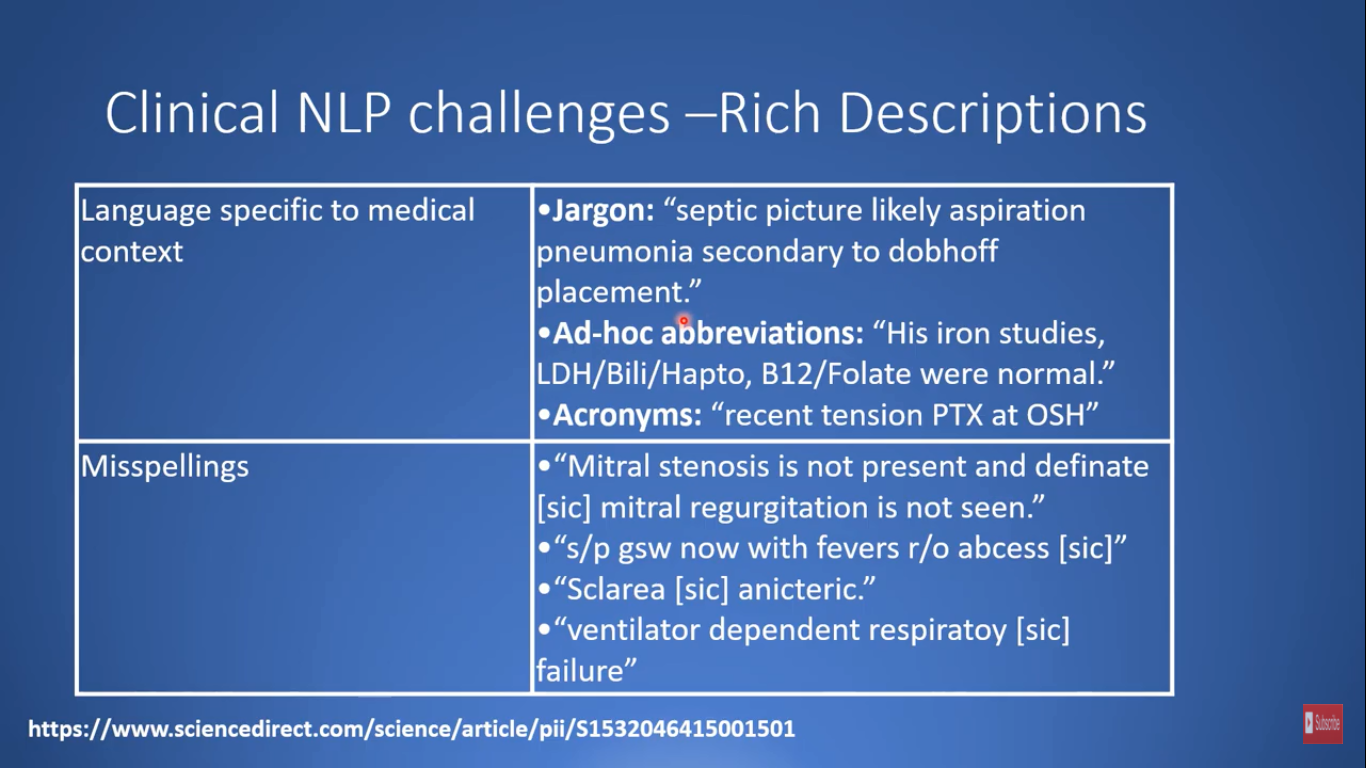 Clinical NLP challenges –Rich Descriptions
Language specific to medical
context
•Jargon: “septic picture likely aspiration
pneumonia secondary to dobhoff
placement.”
•Ad-hoc abbreviations: “His iron studies,
LDH/Bili/Hapto, B12/Folate were normal.”
•Acronyms: “recent tension PTX at OSH”
Misspellings
•“Mitral stenosis is not present and definate
[sic] mitral regurgitation is not seen.”
•“s/p gsw now with fevers r/o abcess [sic]”
•“Sclarea [sic] anicteric.”
•“ventilator dependent respiratoy [sic]
failure”
https://www.sciencedirect.com/science/article/pii/S1532046415001501
Subscribe